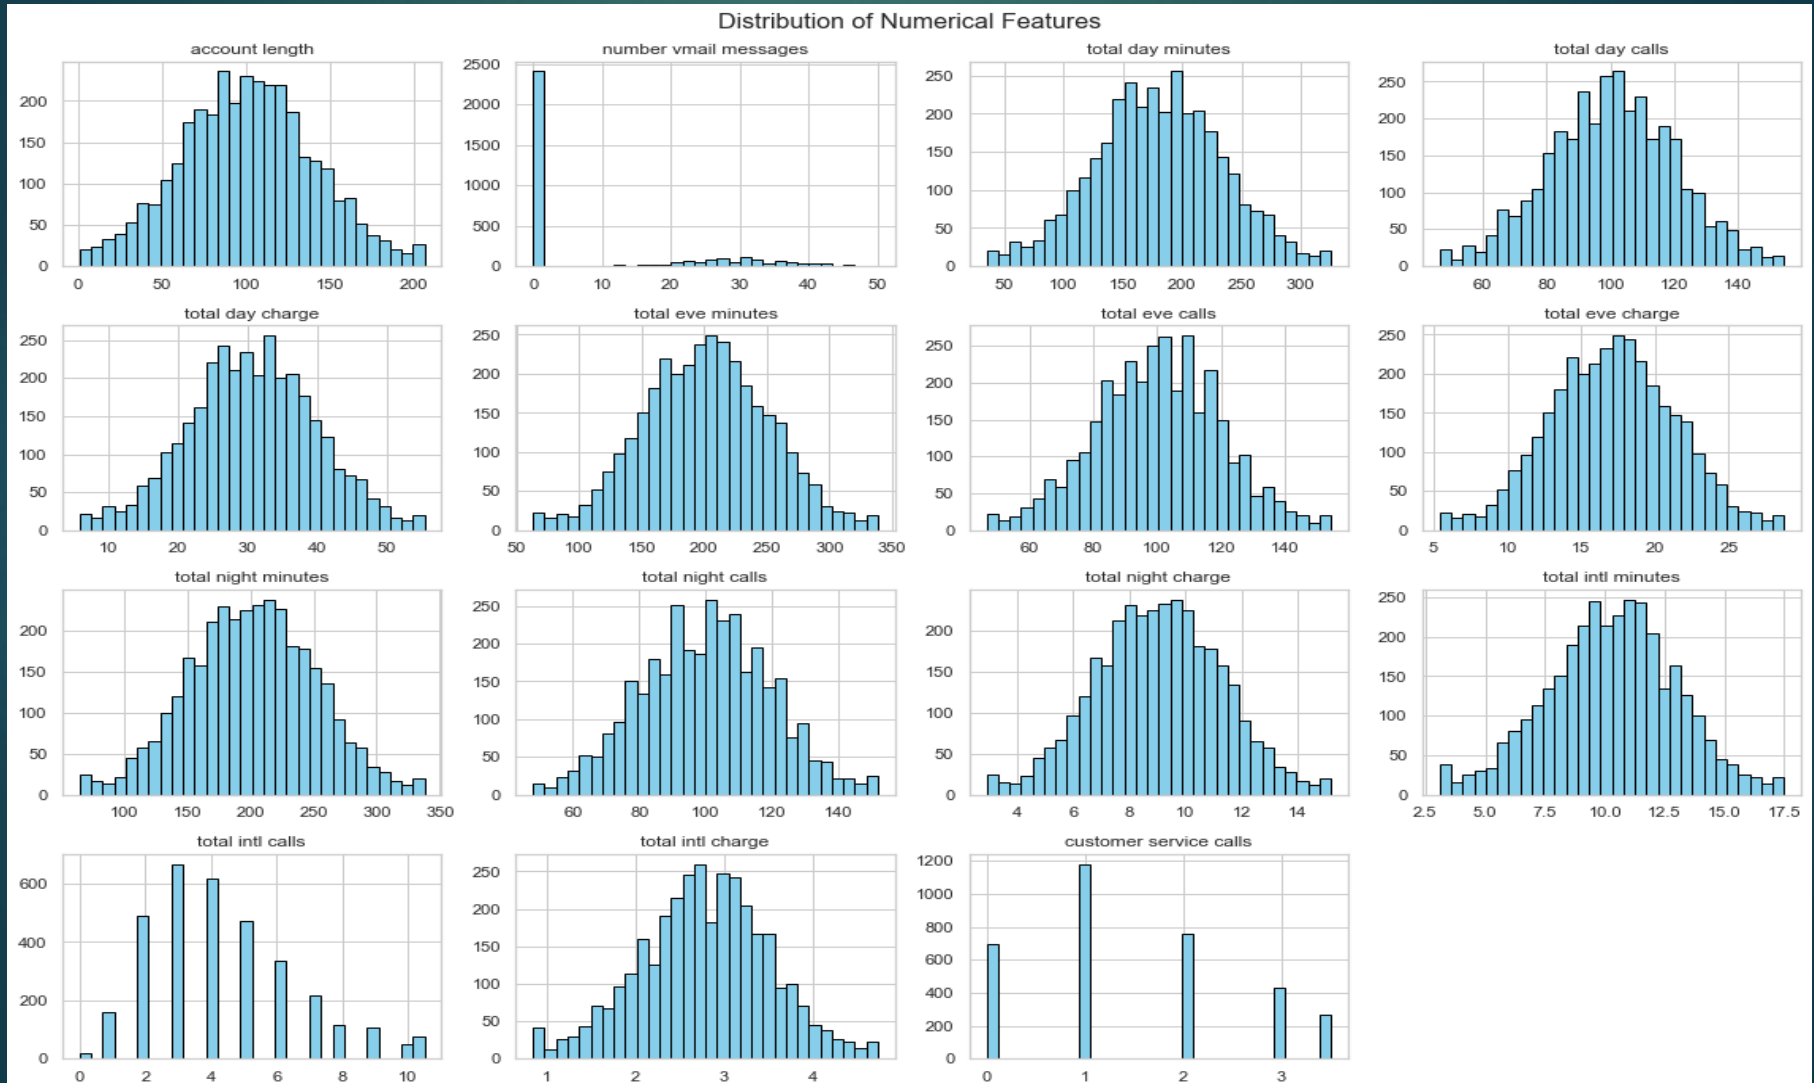 Distribution of Numerical Features
account length
number vmail messages
total day minutes
total day calls
200
150
100
50
0
0 50 100 150 200
2500
2000
1500
1000
500
0
0 10 20 30 40 50
250
200
150
100
50
0
50 100 150 200 250 300
250
200
150
100
50
0
60 80 100 120 140
total day charge
total eve minutes
total eve calls
total eve charge
250
200
150
100
50
0
10 20 30 40 50
250
200
150
100
50
0
50 100 150 200 250 300 350
250
200
150
100
50
0
60 80 100 120 140
250
200
150
100
50
0
5 10 15 20 25
total night minutes
total night calls
total night charge
total intl minutes
200
150
100
50
0
100 150 200 250 300 350
250
200
150
100
50
0
60 80 100 120 140
200
150
100
50
0
4 6 8 10 12 14
250
200
150
100
50
0
2.5 5.0 7.5 10.0 12.5 15.0 17.5
total intl calls
total intl charge
customer service calls
600
400
200
0
0 2 4 6 8 10
250
200
150
100
50
0
1 2 3 4
1200
1000
800
600
400
200
0
0 1 2 3